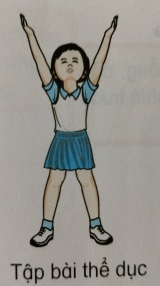 Tập bài thể dục